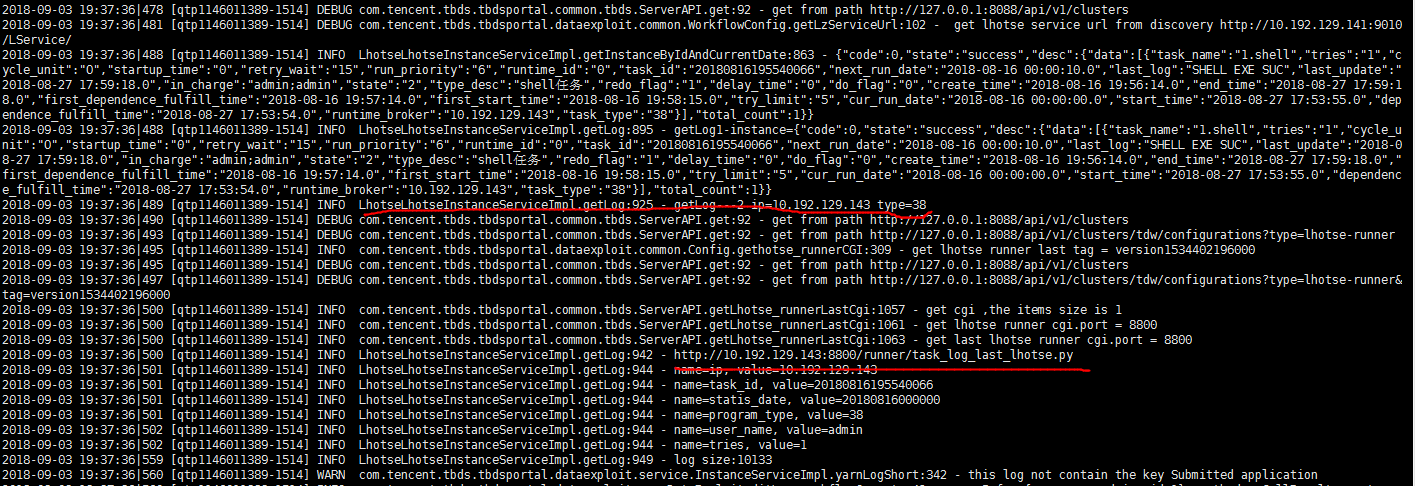 2018-09-03 19:37:36|478 [qtp1146011389-1514] DEBUG com.tencent.tbds.tbdsportal.common.tbds.ServerAPI.get:92 - get from path http://127.0.0.1:8088/api/v1/clusters
2018-09-03 19:37:36|481 [qtp1146011389-1514] DEBUG com.tencent.tbds.tbdsportal.dataexploit.common.WorkflowConfig.getLzServiceUrl:102 -  get lhotse service url from discovery http://10.192.129.141:9010
/LService/
2018-09-03 19:37:36|488 [qtp1146011389-1514] INFO  LhotseLhotseInstanceServiceImpl.getInstanceByIdAndCurrentDate:863 - {"code":0,"state":"success","desc":{"data":[{"task_name":"1.shell","tries":"1","c
ycle_unit":"O","startup_time":"0","retry_wait":"15","run_priority":"6","runtime_id":"0","task_id":"20180816195540066","next_run_date":"2018-08-16 00:00:10.0","last_log":"SHELL EXE SUC","last_update":"
2018-08-27 17:59:18.0","in_charge":"admin;admin","state":"2","type_desc":"shell任务","redo_flag":"1","delay_time":"0","do_flag":"0","create_time":"2018-08-16 19:56:14.0","end_time":"2018-08-27 17:59:1
8.0","first_dependence_fulfill_time":"2018-08-16 19:57:14.0","first_start_time":"2018-08-16 19:58:15.0","try_limit":"5","cur_run_date":"2018-08-16 00:00:00.0","start_time":"2018-08-27 17:53:55.0","dep
endence_fulfill_time":"2018-08-27 17:53:54.0","runtime_broker":"10.192.129.143","task_type":"38"}],"total_count":1}}
2018-09-03 19:37:36|488 [qtp1146011389-1514] INFO  LhotseLhotseInstanceServiceImpl.getLog:895 - getLog1-instance={"code":0,"state":"success","desc":{"data":[{"task_name":"1.shell","tries":"1","cycle_u
nit":"O","startup_time":"0","retry_wait":"15","run_priority":"6","runtime_id":"0","task_id":"20180816195540066","next_run_date":"2018-08-16 00:00:10.0","last_log":"SHELL EXE SUC","last_update":"2018-0
8-27 17:59:18.0","in_charge":"admin;admin","state":"2","type_desc":"shell任务","redo_flag":"1","delay_time":"0","do_flag":"0","create_time":"2018-08-16 19:56:14.0","end_time":"2018-08-27 17:59:18.0","
first_dependence_fulfill_time":"2018-08-16 19:57:14.0","first_start_time":"2018-08-16 19:58:15.0","try_limit":"5","cur_run_date":"2018-08-16 00:00:00.0","start_time":"2018-08-27 17:53:55.0","dependenc
e_fulfill_time":"2018-08-27 17:53:54.0","runtime_broker":"10.192.129.143","task_type":"38"}],"total_count":1}}
2018-09-03 19:37:36|489 [qtp1146011389-1514] INFO  LhotseLhotseInstanceServiceImpl.getLog:925 - getLog---2 ip=10.192.129.143 type=38
2018-09-03 19:37:36|490 [qtp1146011389-1514] DEBUG com.tencent.tbds.tbdsportal.common.tbds.ServerAPI.get:92 - get from path http://127.0.0.1:8088/api/v1/clusters
2018-09-03 19:37:36|493 [qtp1146011389-1514] DEBUG com.tencent.tbds.tbdsportal.common.tbds.ServerAPI.get:92 - get from path http://127.0.0.1:8088/api/v1/clusters/tdw/configurations?type=lhotse-runner
2018-09-03 19:37:36|495 [qtp1146011389-1514] INFO  com.tencent.tbds.tbdsportal.dataexploit.common.Config.gethotse_runnerCGI:309 - get lhotse runner last tag = version1534402196000
2018-09-03 19:37:36|495 [qtp1146011389-1514] DEBUG com.tencent.tbds.tbdsportal.common.tbds.ServerAPI.get:92 - get from path http://127.0.0.1:8088/api/v1/clusters
2018-09-03 19:37:36|497 [qtp1146011389-1514] DEBUG com.tencent.tbds.tbdsportal.common.tbds.ServerAPI.get:92 - get from path http://127.0.0.1:8088/api/v1/clusters/tdw/configurations?type=lhotse-runner&
tag=version1534402196000
2018-09-03 19:37:36|500 [qtp1146011389-1514] INFO  com.tencent.tbds.tbdsportal.common.tbds.ServerAPI.getLhotse_runnerLastCgi:1057 - get cgi ,the items size is 1
2018-09-03 19:37:36|500 [qtp1146011389-1514] INFO  com.tencent.tbds.tbdsportal.common.tbds.ServerAPI.getLhotse_runnerLastCgi:1061 - get lhotse runner cgi.port = 8800
2018-09-03 19:37:36|500 [qtp1146011389-1514] INFO  com.tencent.tbds.tbdsportal.common.tbds.ServerAPI.getLhotse_runnerLastCgi:1063 - get last lhotse runner cgi.port = 8800
2018-09-03 19:37:36|500 [qtp1146011389-1514] INFO  LhotseLhotseInstanceServiceImpl.getLog:942 - http://10.192.129.143:8800/runner/task_log_last_lhotse.py
2018-09-03 19:37:36|501 [qtp1146011389-1514] INFO  LhotseLhotseInstanceServiceImpl.getLog:944 - name=ip, value=10.192.129.143
2018-09-03 19:37:36|501 [qtp1146011389-1514] INFO  LhotseLhotseInstanceServiceImpl.getLog:944 - name=task_id, value=20180816195540066
2018-09-03 19:37:36|501 [qtp1146011389-1514] INFO  LhotseLhotseInstanceServiceImpl.getLog:944 - name=statis_date, value=20180816000000
2018-09-03 19:37:36|501 [qtp1146011389-1514] INFO  LhotseLhotseInstanceServiceImpl.getLog:944 - name=program_type, value=38
2018-09-03 19:37:36|502 [qtp1146011389-1514] INFO  LhotseLhotseInstanceServiceImpl.getLog:944 - name=user_name, value=admin
2018-09-03 19:37:36|502 [qtp1146011389-1514] INFO  LhotseLhotseInstanceServiceImpl.getLog:944 - name=tries, value=1
2018-09-03 19:37:36|559 [qtp1146011389-1514] INFO  LhotseLhotseInstanceServiceImpl.getLog:949 - log size:10133
2018-09-03 19:37:36|560 [qtp1146011389-1514] WARN  com.tencent.tbds.tbdsportal.dataexploit.service.InstanceServiceImpl.yarnLogShort:342 - this log not contain the key Submitted application